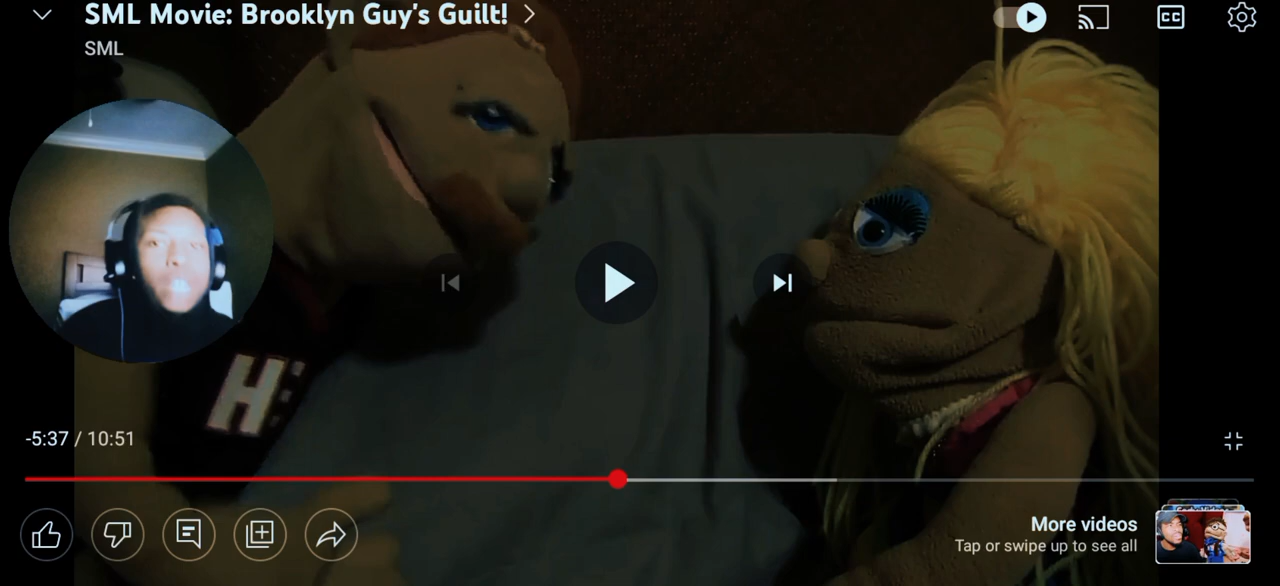 SML Movie: Brooklyn Guy's Guilt!
SML
CC
H:
-5:37 / 10:51
More videos
Tap or swipe up to see all